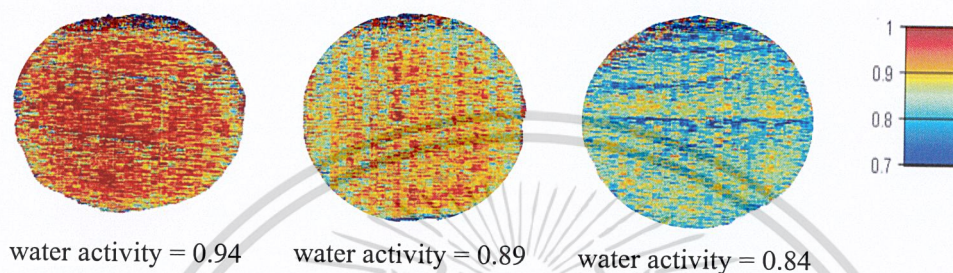 1
0.9
0.8
0.7
water activity = 0.94
water activity = 0.89
water activity = 0.84